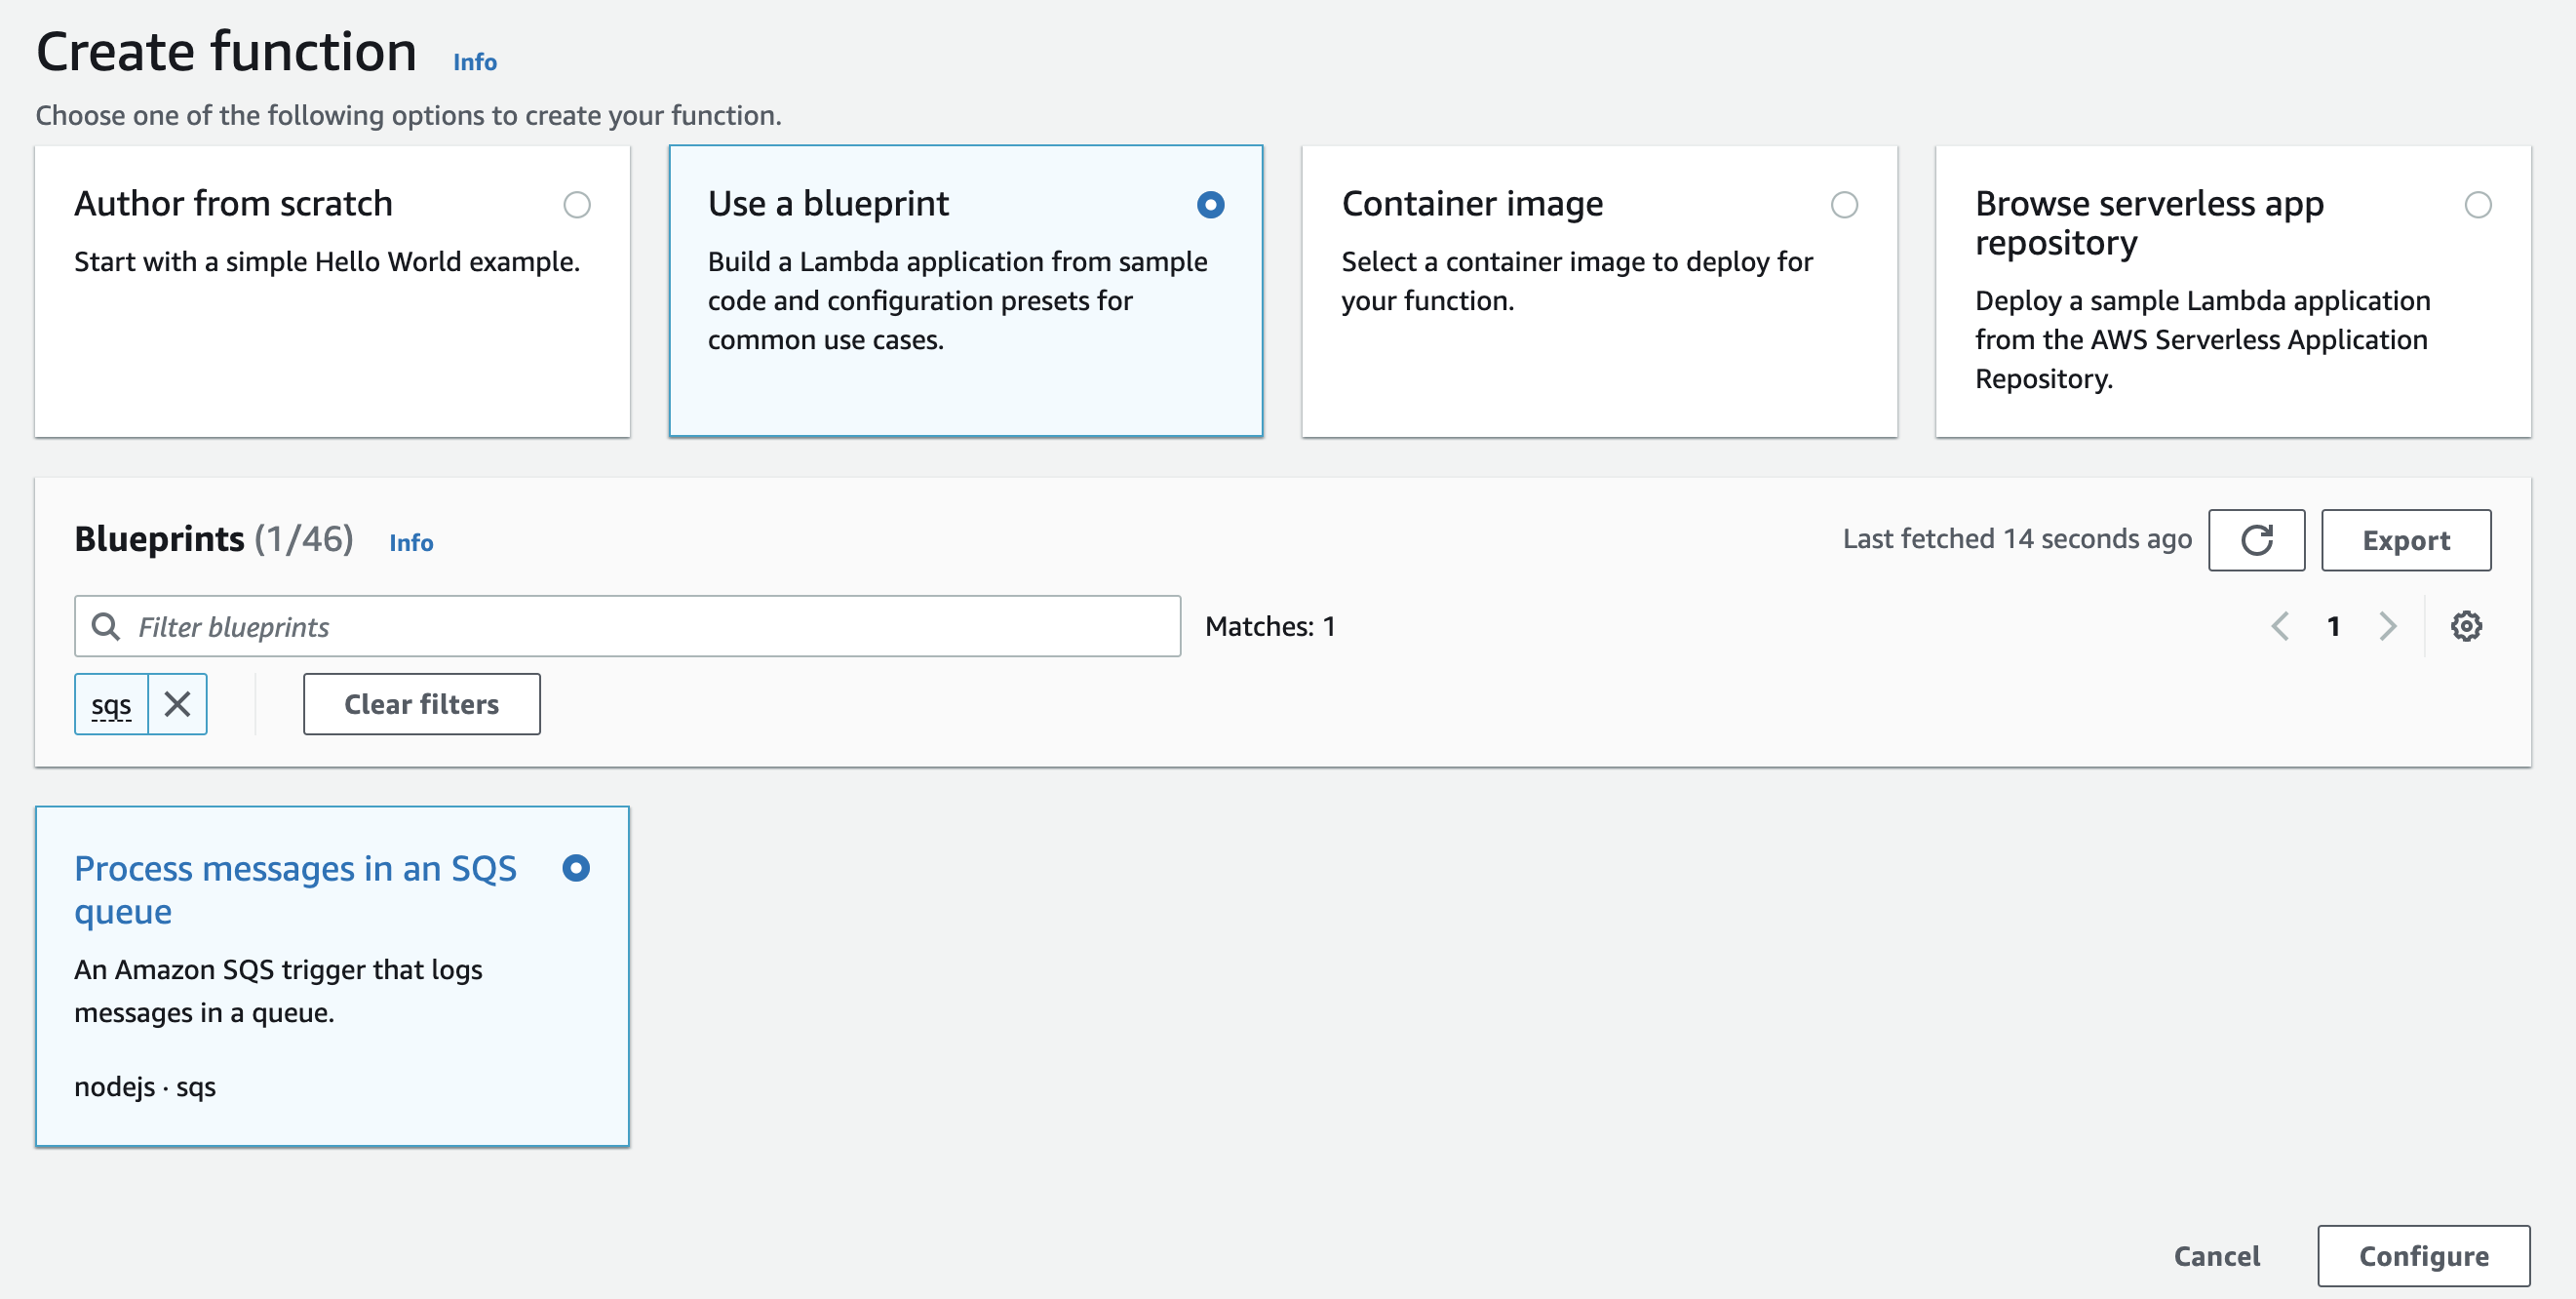 Create function Info
Choose one of the following options to create your function.
Author from scratch
Start with a simple Hello World example.
Use a blueprint
Build a Lambda application from sample
code and configuration presets for
common use cases.
Container image
Select a container image to deploy for
your function.
Browse serverless app
repository
Deploy a sample Lambda application
from the AWS Serverless Application
Repository.
Blueprints (1/46) Info
Last fetched 14 seconds ago
Export
Filter blueprints
Matches: 1
1
sqs
Clear filters
Process messages in an SQS
queue
An Amazon SQS trigger that logs
messages in a queue.
nodejs · sqs
Cancel
Configure